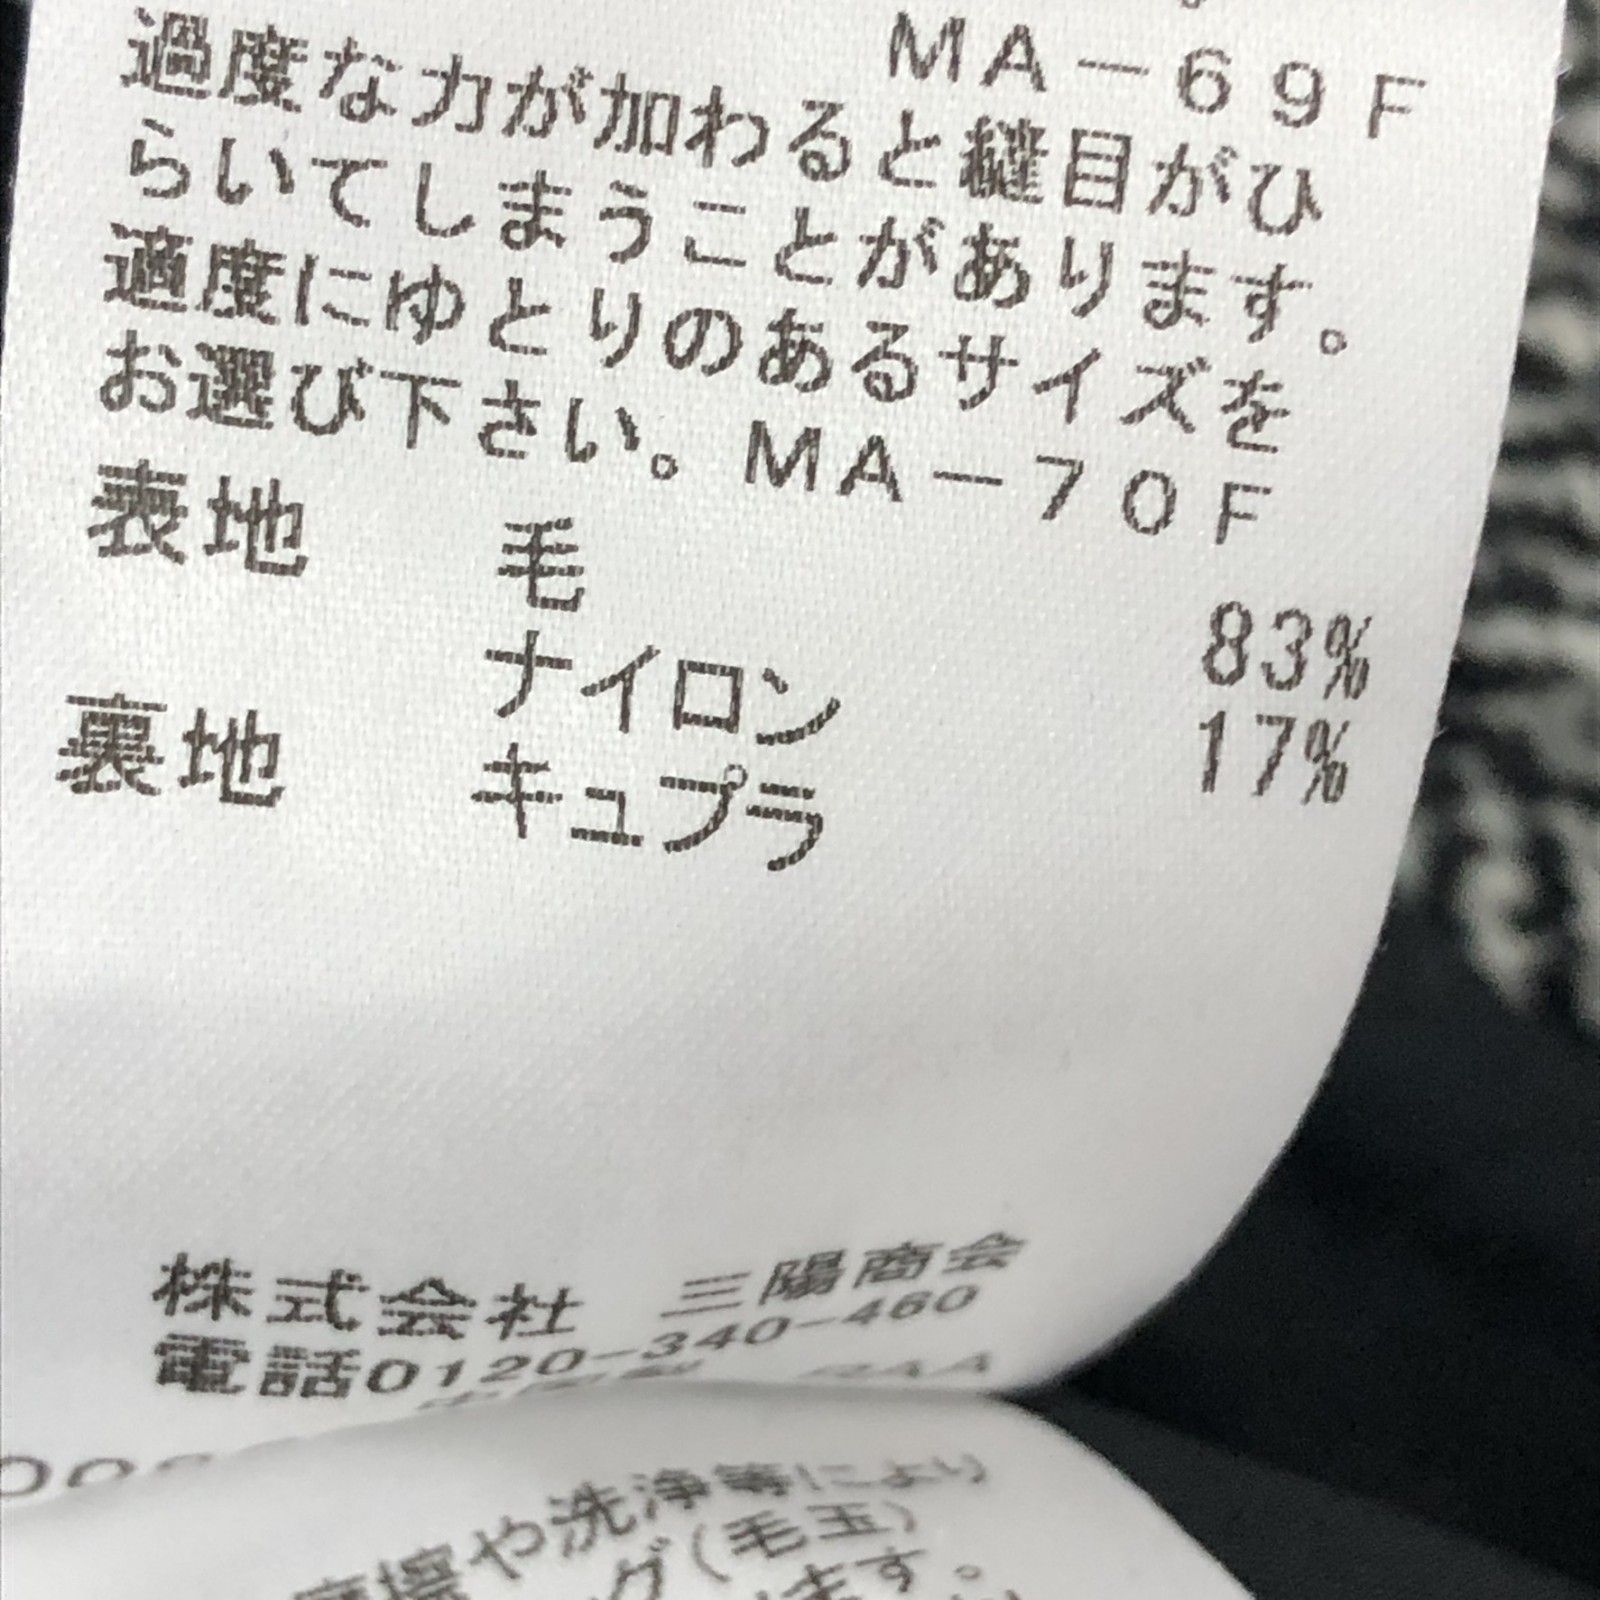 MA－69F
過度な力が加わると縫目がひ
らいてしまうことがあります。
適度にゆとりのあるサイズを
お選び下さい。MA－70F
表地 毛 83%
ナイロン 17%
裏地 キュプラ
株式会社 三陽商会
電話0120-340-460
摩擦や洗浄等により
グ(毛玉)
ます。